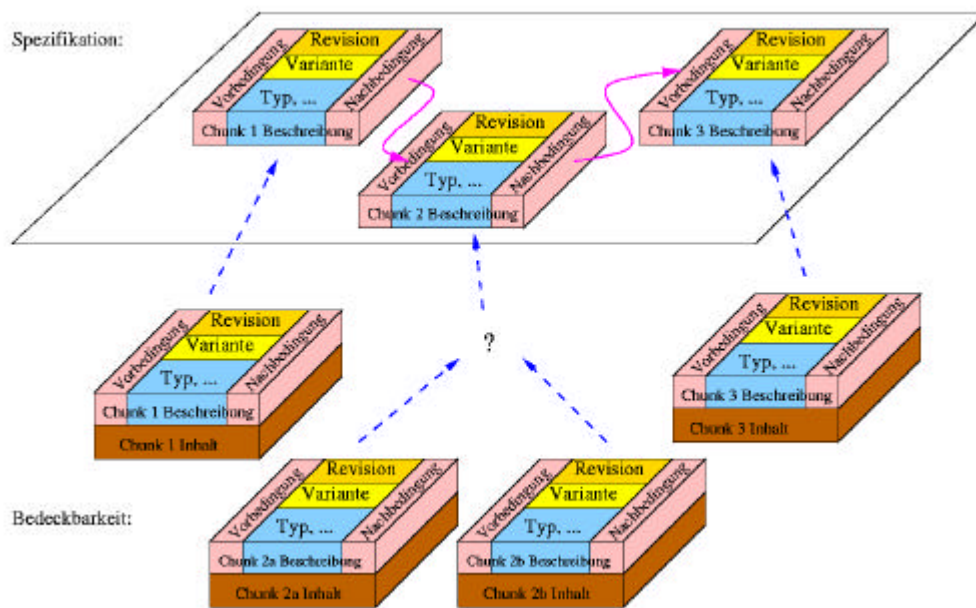 Spezifikation:
Vorbedingung
Revision
Variante
Typ, ...
Nachbedingung
Chunk 1 Beschreibung
Vorbedingung
Revision
Variante
Typ, ...
Nachbedingung
Chunk 2 Beschreibung
Vorbedingung
Revision
Variante
Typ, ...
Nachbedingung
Chunk 3 Beschreibung
Vorbedingung
Revision
Variante
Typ, ...
Nachbedingung
Chunk 1 Beschreibung
Chunk 1 Inhalt
?
Vorbedingung
Revision
Variante
Typ, ...
Nachbedingung
Chunk 3 Beschreibung
Chunk 3 Inhalt
Bedeckbarkeit:
Vorbedingung
Revision
Variante
Typ, ...
Nachbedingung
Chunk 2a Beschreibung
Chunk 2a Inhalt
Vorbedingung
Revision
Variante
Typ, ...
Nachbedingung
Chunk 2b Beschreibung
Chunk 2b Inhalt